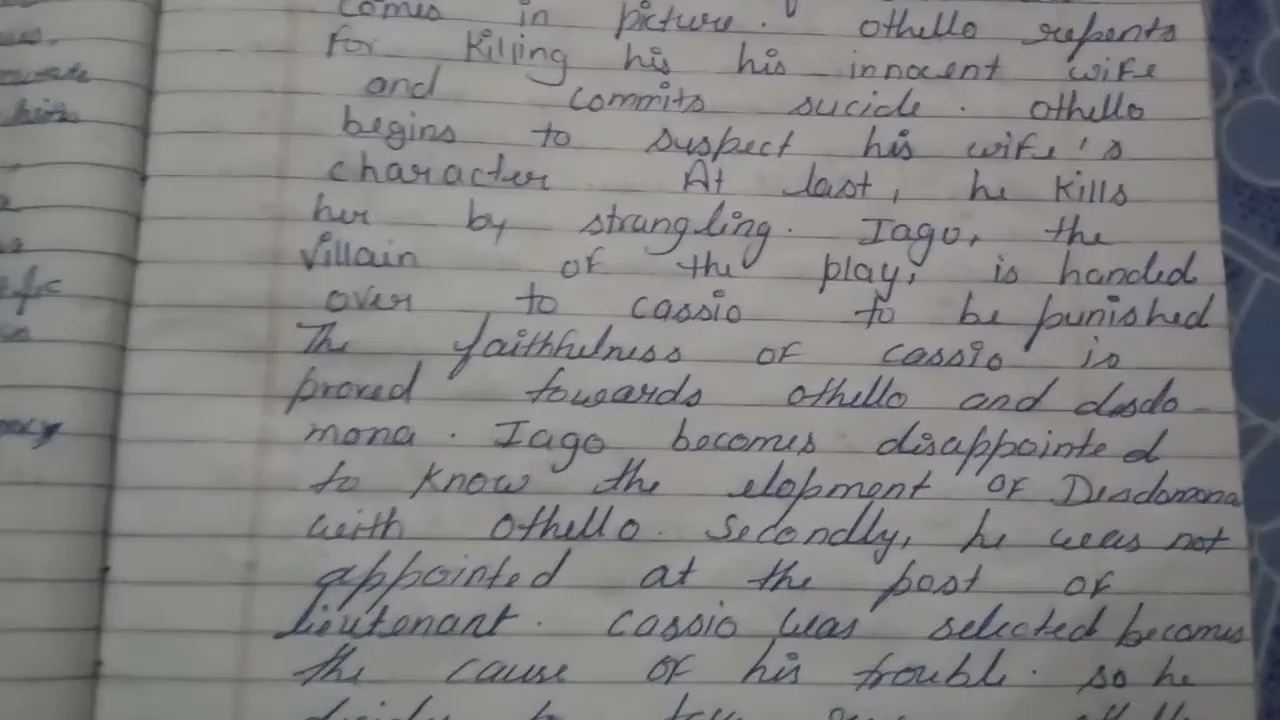 comes in picture. Othello repents
for killing his his innocent wife
and commits sucide. Othello
begins to suspect his wife's
character At last, he kills
her by strangling. Iago, the
villain of the play, is handed
over to cassio to be punished
The faithfulness of cassio is
proved towards Othello and desdo-
mona. Iago becomes disappointed
to know the elopment of Desdomona
with Othello. Secondly, he was not
appointed at the post of
lieutenant. Cassio was selected becomes
the cause of his trouble. so he